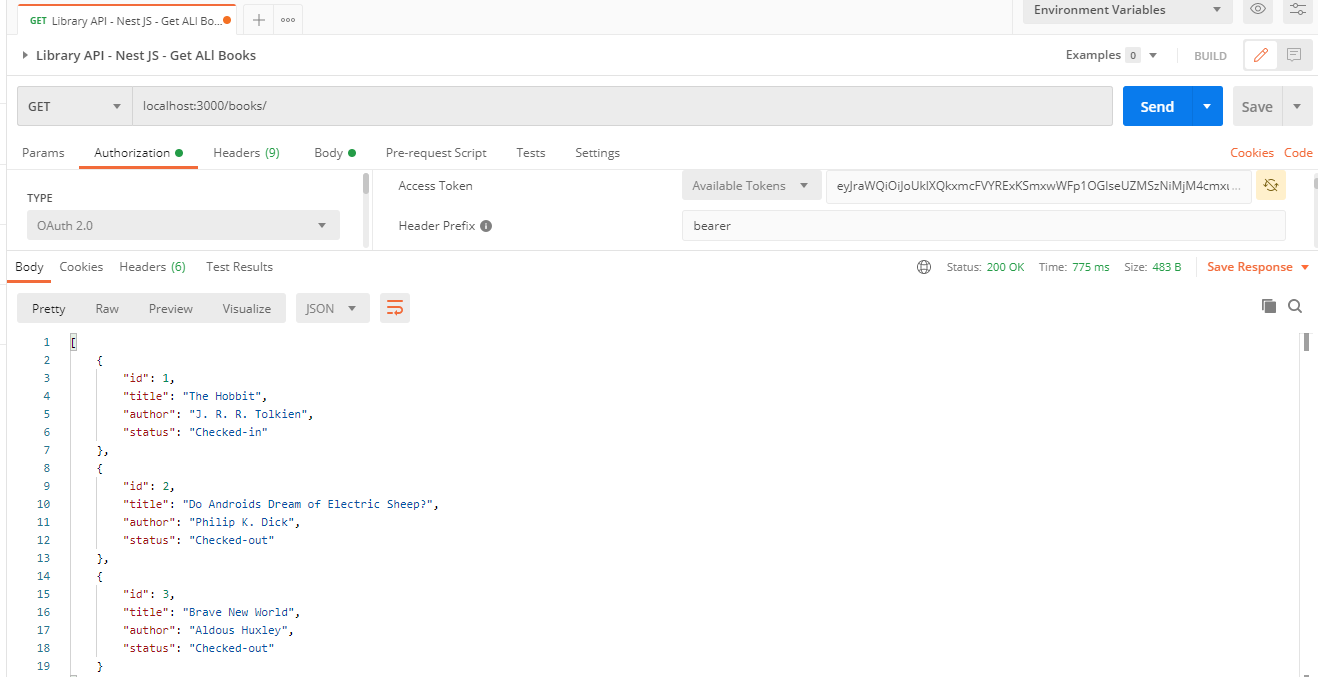 GET Library API - Nest JS - Get ALl Bo...
Environment Variables
Library API - Nest JS - Get ALl Books
Examples 0
BUILD
GET
localhost:3000/books/
Send
Save
Params
Authorization
Headers (9)
Body
Pre-request Script
Tests
Settings
Cookies
Code
TYPE
OAuth 2.0
Access Token
Available Tokens
Header Prefix
bearer
Body
Cookies
Headers (6)
Test Results
Status: 200 OK
Time: 775 ms
Size: 483 B
Save Response
Pretty
Raw
Preview
Visualize
JSON
1 [
2 {
3 "id": 1,
4 "title": "The Hobbit",
5 "author": "J. R. R. Tolkien",
6 "status": "Checked-in"
7 },
8 {
9 "id": 2,
10 "title": "Do Androids Dream of Electric Sheep?",
11 "author": "Philip K. Dick",
12 "status": "Checked-out"
13 },
14 {
15 "id": 3,
16 "title": "Brave New World",
17 "author": "Aldous Huxley",
18 "status": "Checked-out"
19 }